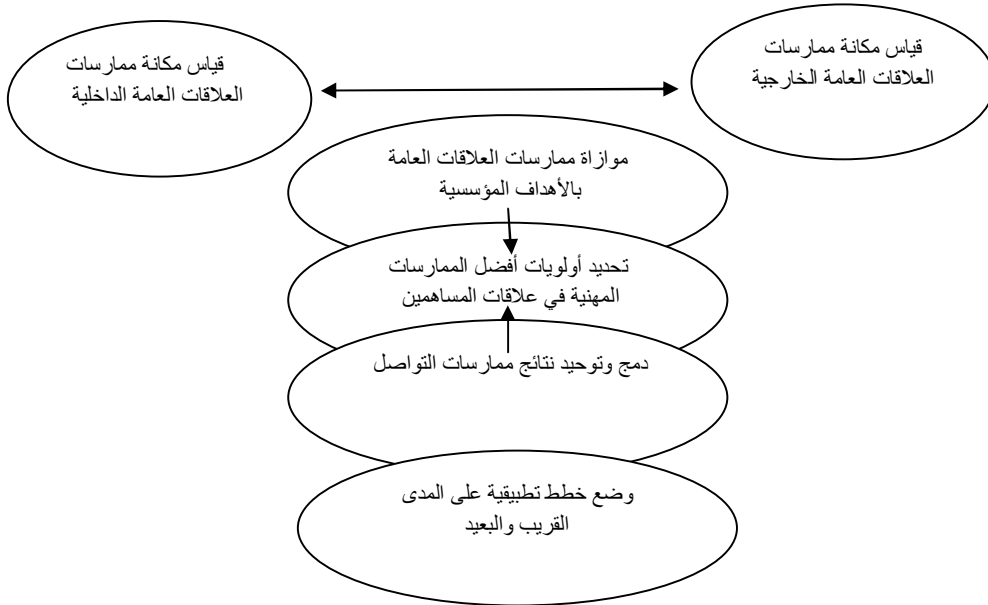 قياس مكانة ممارسات
العلاقات العامة الخارجية
قياس مكانة ممارسات
العلاقات العامة الداخلية
موازاة ممارسات العلاقات العامة
بالأهداف المؤسسية
تحديد أولويات أفضل الممارسات
المهنية في علاقات المساهمين
دمج وتوحيد نتائج ممارسات التواصل
وضع خطط تطبيقية على المدى
القريب والبعيد